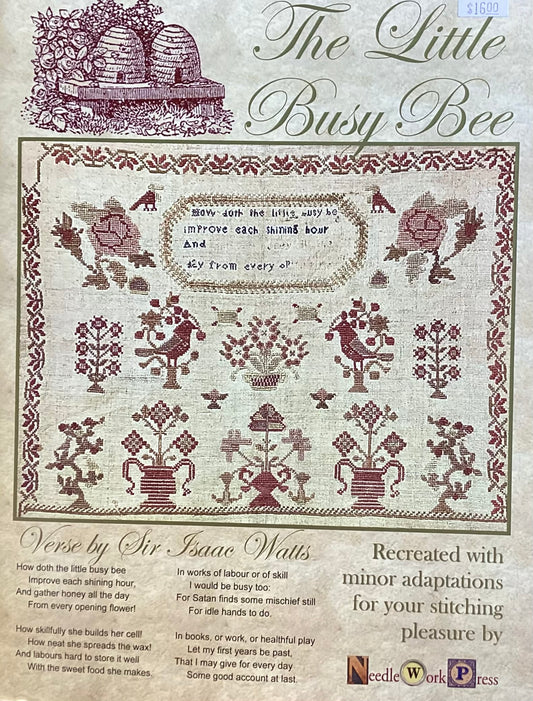 $16.00
The Little
Busy Bee
How doth the little busy be
improve each shining hour
And
from every op
Verse by Sir Isaac Watts
How doth the little busy bee
Improve each shining hour,
And gather honey all the day
From every opening flower!
How skillfully she builds her cell!
How neat she spreads the wax!
And labours hard to store it well
With the sweet food she makes.
In works of labour or of skill
I would be busy too:
For Satan finds some mischief still
For idle hands to do.
In books, or work, or healthful play
Let my first years be past,
That I may give for every day
Some good account at last.
Recreated with
minor adaptations
for your stitching
pleasure by
Needle Work Press